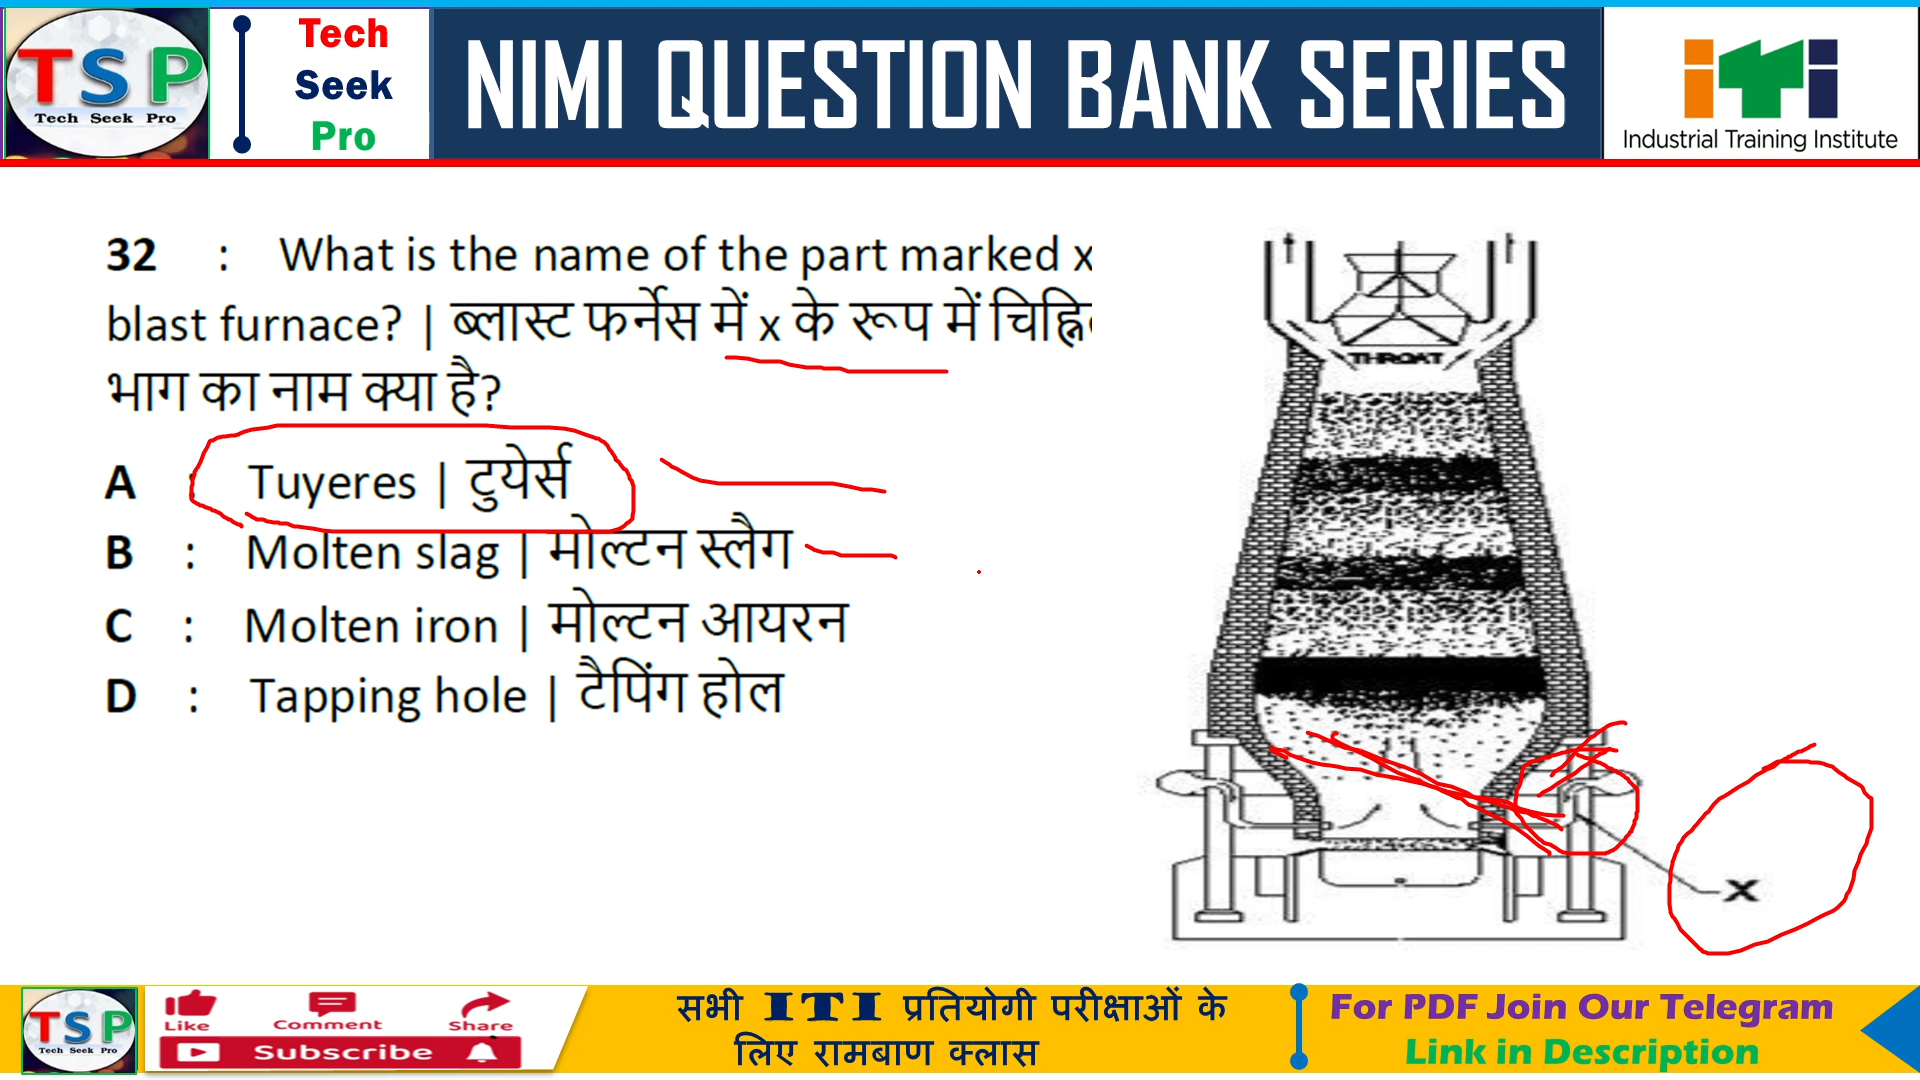 TSP
Tech Seek Pro
Tech
Seek
Pro
NIMI QUESTION BANK SERIES
iTi
Industrial Training Institute
32 : What is the name of the part marked x
blast furnace? | ब्लास्ट फर्नेस में x के रूप में
भाग का नाम क्या है?
A : Tuyeres | टुयेर्स
B : Molten slag | मोल्टन स्लैग
C : Molten iron | मोल्टन आयरन
D : Tapping hole | टैपिंग होल
THROAT
X
TSP
Tech Seek Pro
Like
Comment
Share
Subscribe
सभी ITI प्रतियोगी परीक्षाओं के
लिए रामबाण क्लास
For PDF Join Our Telegram
Link in Description